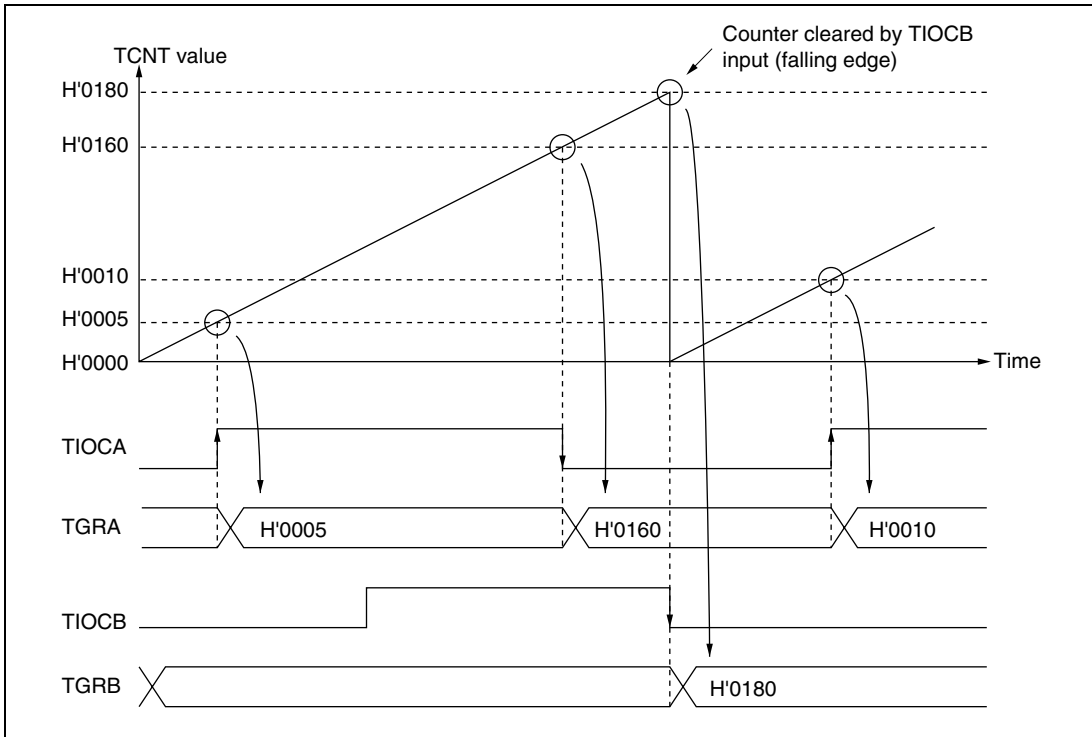 Counter cleared by TIOCB
input (falling edge)
TCNT value
H'0180
H'0160
H'0010
H'0005
H'0000
Time
TIOCA
TGRA
H'0005
H'0160
H'0010
TIOCB
TGRB
H'0180